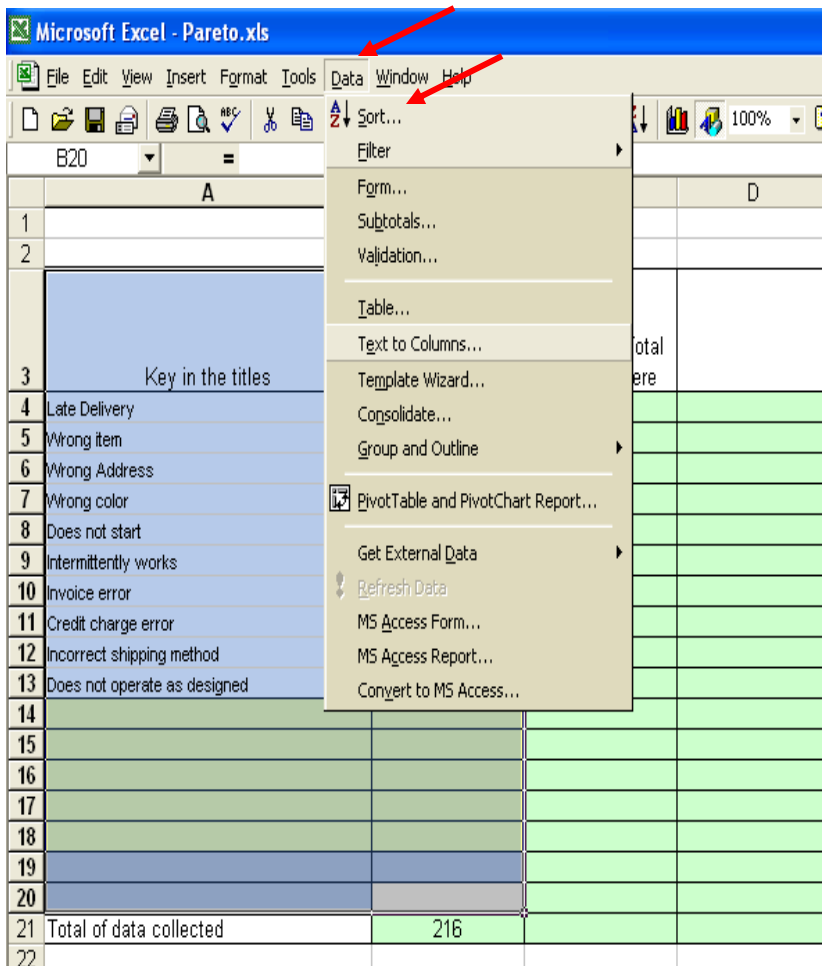 Microsoft Excel - Pareto.xls
File Edit View Insert Format Tools Data Window Help
100%
B20 =
A D
1
2
3 Key in the titles
4 Late Delivery
5 Wrong item
6 Wrong Address
7 Wrong color
8 Does not start
9 Intermittently works
10 Invoice error
11 Credit charge error
12 Incorrect shipping method
13 Does not operate as designed
14
15
16
17
18
19
20
21 Total of data collected 216
22
Sort...
Filter
Form...
Subtotals...
Validation...
Table...
Text to Columns...
Template Wizard...
Consolidate...
Group and Outline
PivotTable and PivotChart Report...
Get External Data
Refresh Data
MS Access Form...
MS Access Report...
Convert to MS Access...